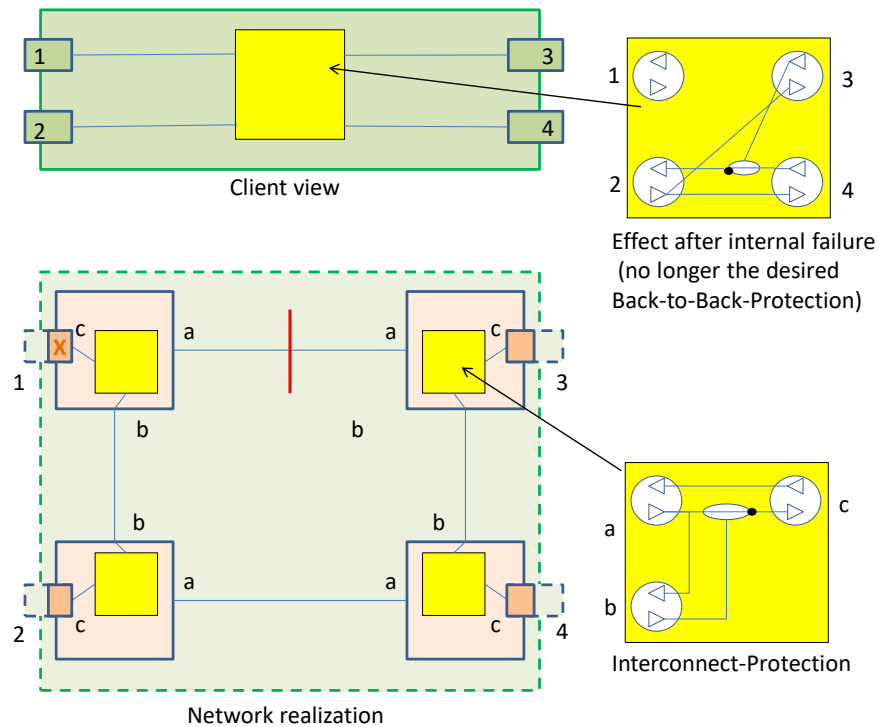 1
3
2
4
Client view
1
3
2
4
Effect after internal failure
(no longer the desired
Back-to-Back-Protection)
c
a
a
c
X
1
3
b
b
b
b
a
a
c
c
2
4
Network realization
a
c
b
Interconnect-Protection